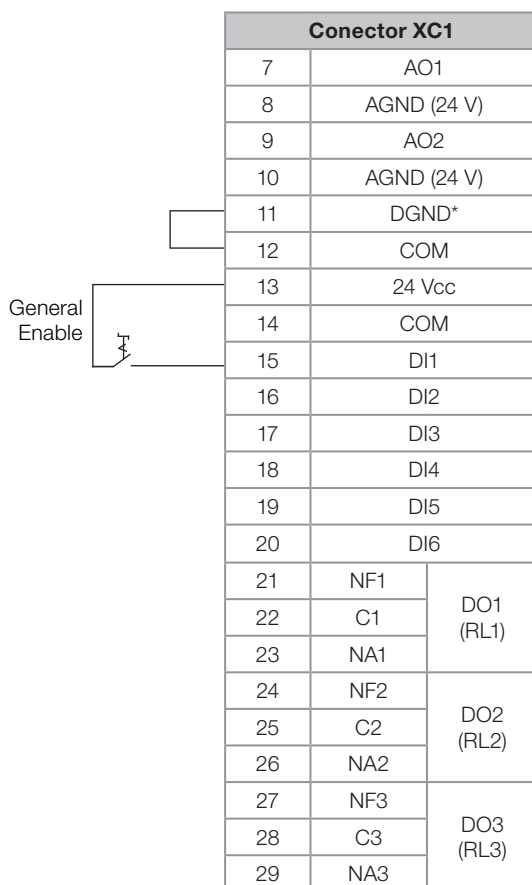 Conector XC1
7 AO1
8 AGND (24 V)
9 AO2
10 AGND (24 V)
11 DGND*
12 COM
13 24 Vcc
General
Enable
14 COM
15 DI1
16 DI2
17 DI3
18 DI4
19 DI5
20 DI6
21 NF1
22 C1
23 NA1
DO1
(RL1)
24 NF2
25 C2
26 NA2
DO2
(RL2)
27 NF3
28 C3
29 NA3
DO3
(RL3)